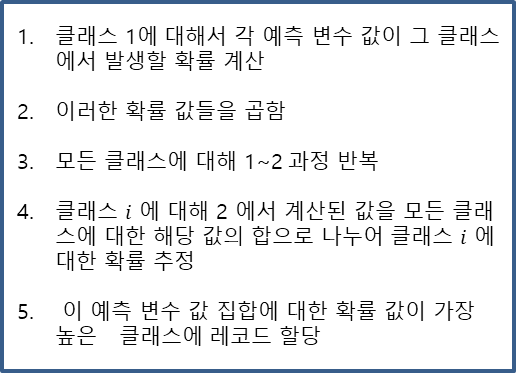 1. 클래스 1에 대해서 각 예측 변수 값이 그 클래스
에서 발생할 확률 계산
2. 이러한 확률 값들을 곱함
3. 모든 클래스에 대해 1~2 과정 반복
4. 클래스 i 에 대해 2 에서 계산된 값을 모든 클래
스에 대한 해당 값의 합으로 나누어 클래스 i 에
대한 확률 추정
5. 이 예측 변수 값 집합에 대한 확률 값이 가장
높은 클래스에 레코드 할당